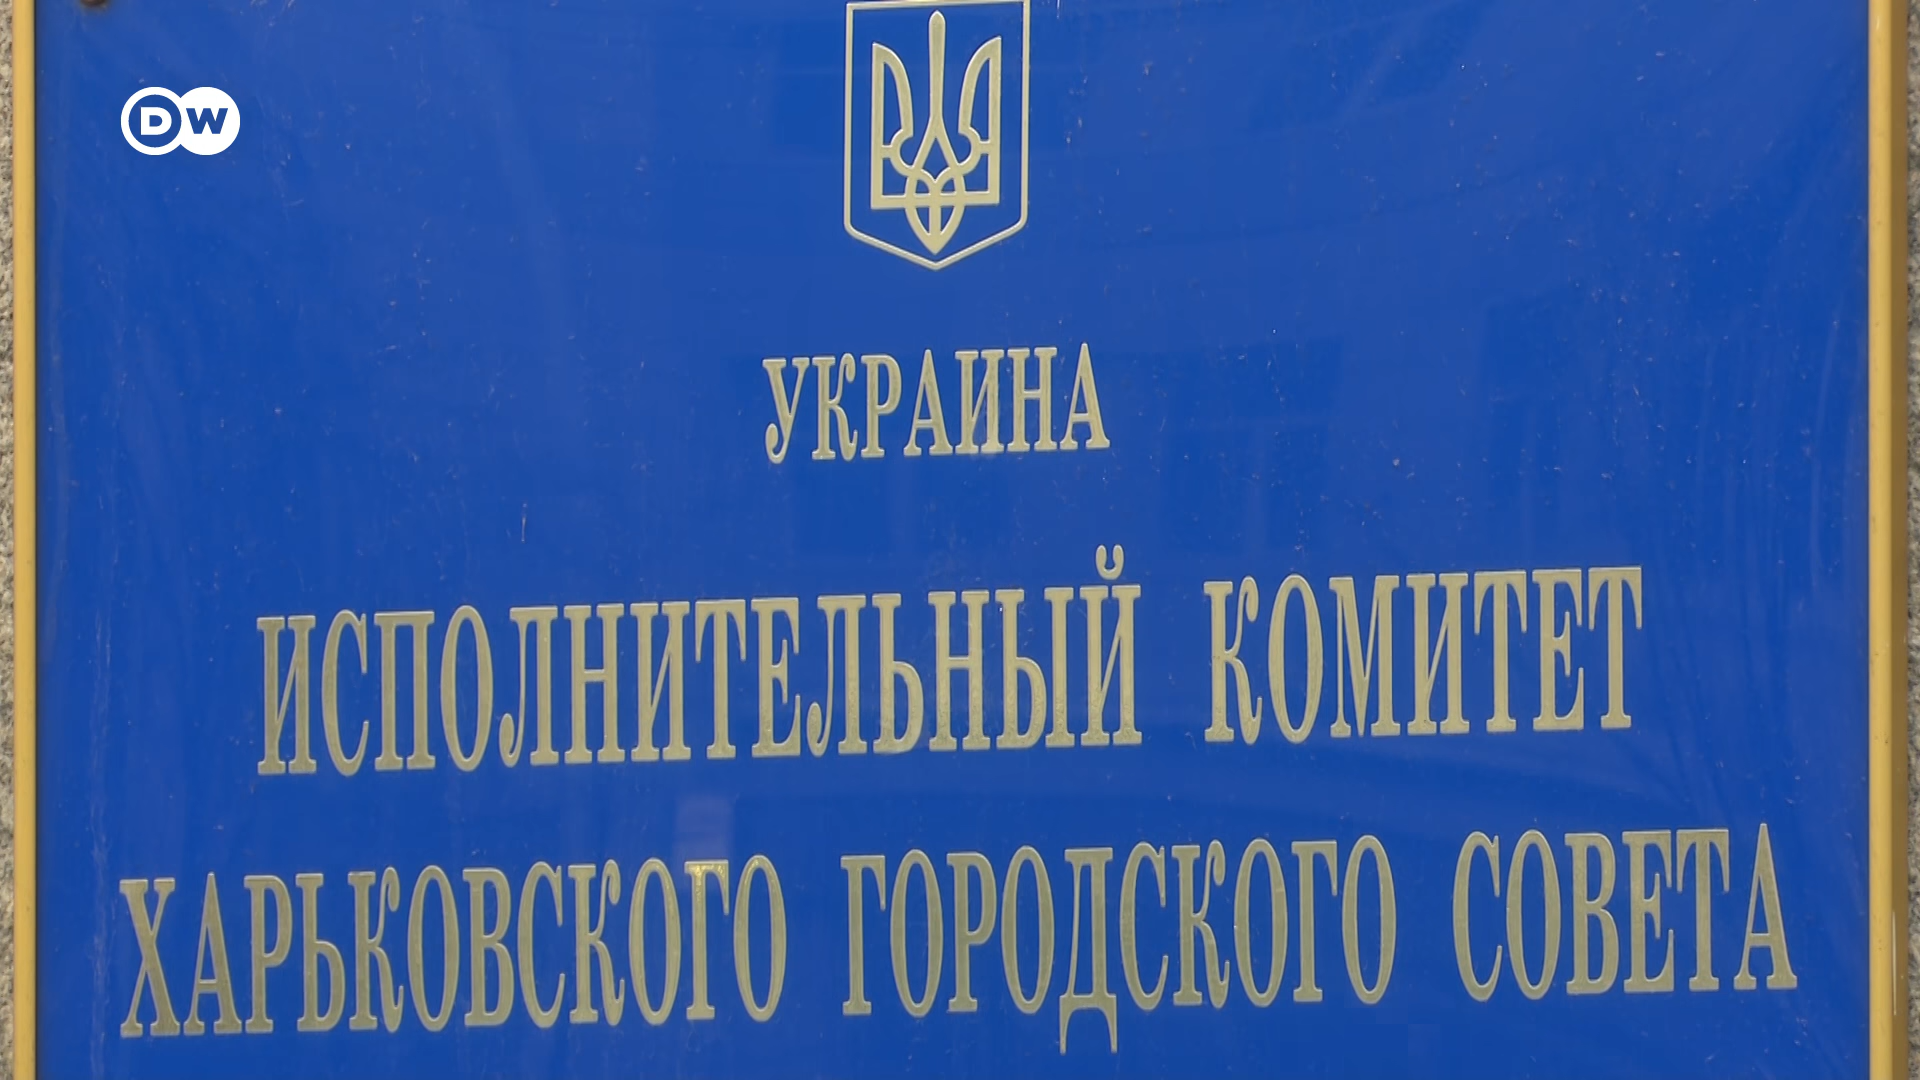 DW
УКРАИНА
ИСПОЛНИТЕЛЬНЫЙ КОМИТЕТ
ХАРЬКОВСКОГО ГОРОДСКОГО СОВЕТА